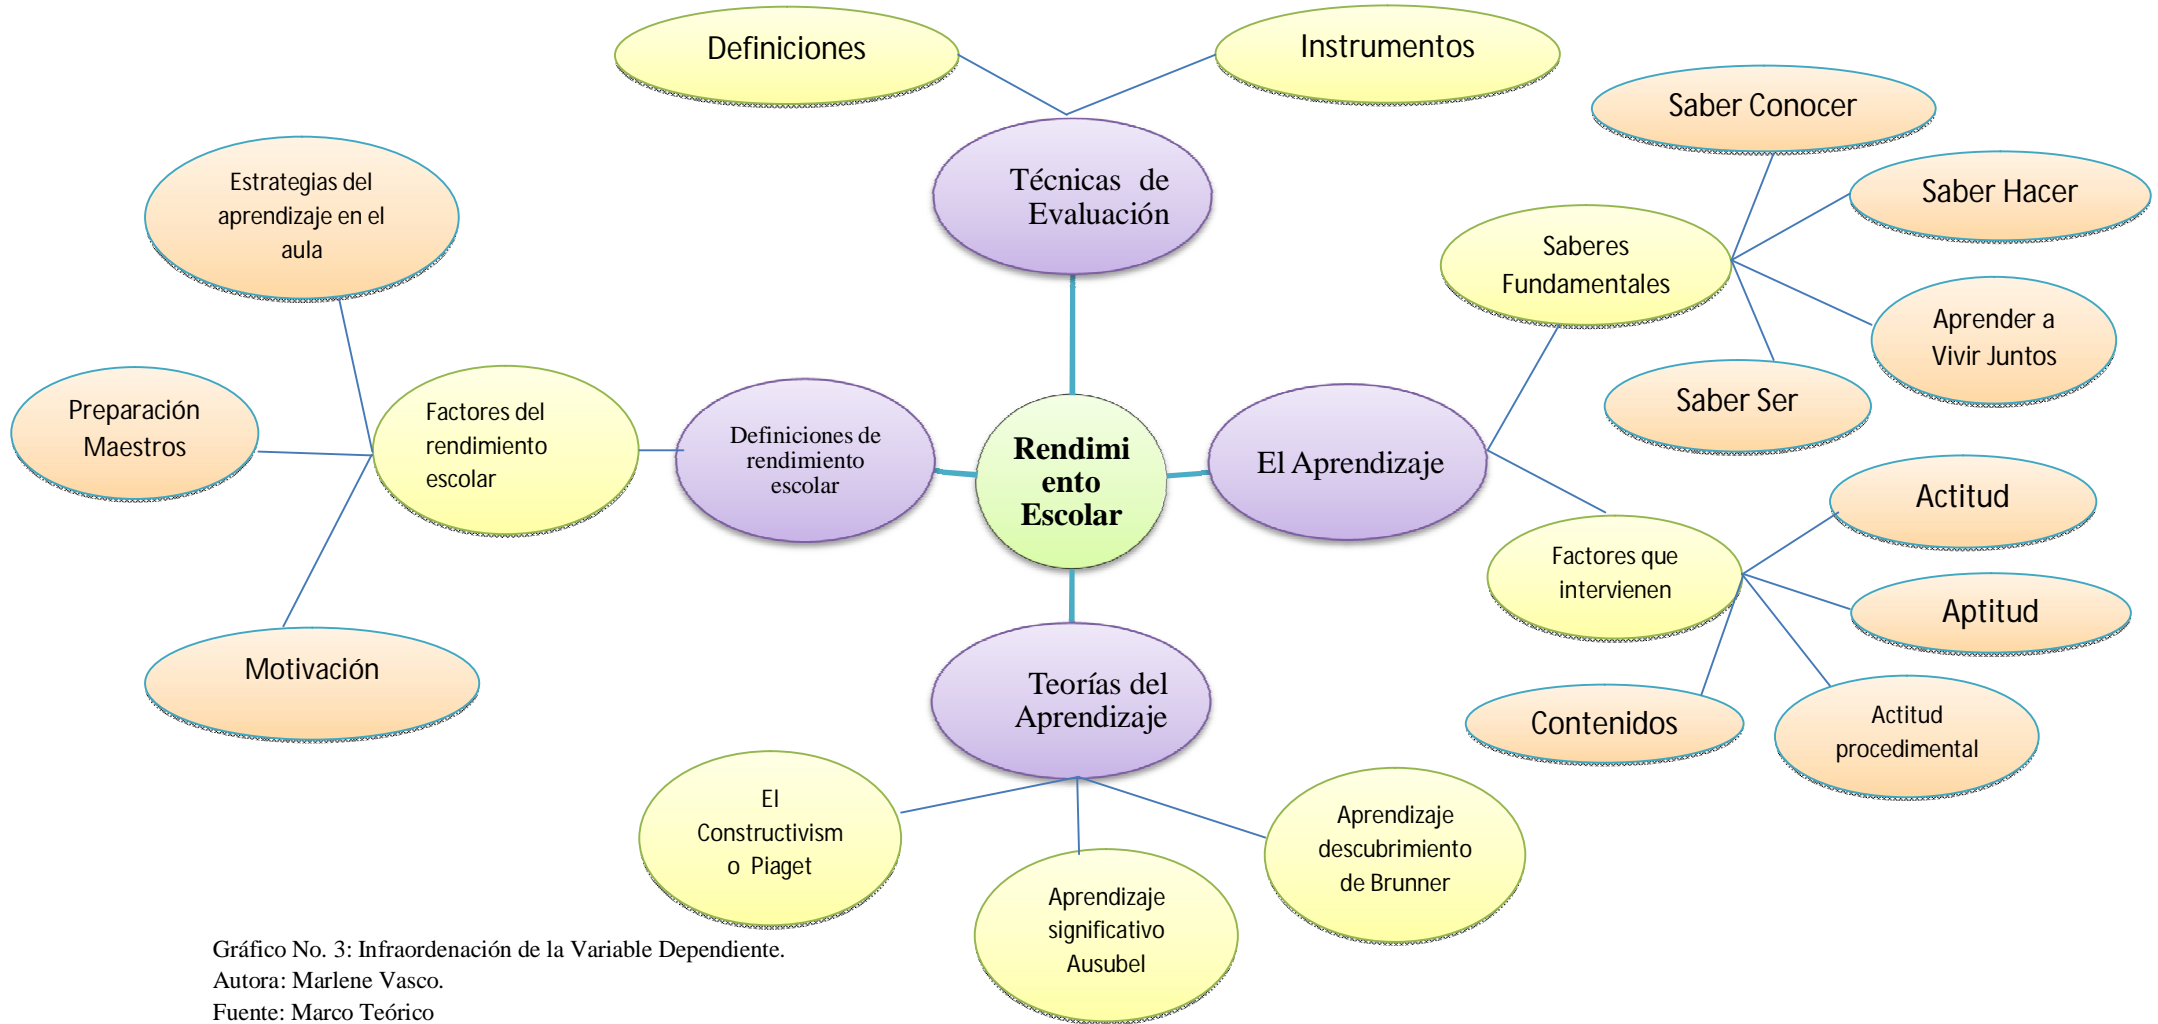 Definiciones
Instrumentos
Técnicas de
Evaluación
Saber Conocer
Saber Hacer
Saberes
Fundamentales
Aprender a
Vivir Juntos
Saber Ser
Estrategias del
aprendizaje en el
aula
Preparación
Maestros
Factores del
rendimiento
escolar
Motivación
Definiciones de
rendimiento
escolar
Rendimi
ento
Escolar
El Aprendizaje
Factores que
intervienen
Actitud
Aptitud
Actitud
procedimental
Contenidos
Teorías del
Aprendizaje
El
Constructivism
o Piaget
Aprendizaje
significativo
Ausubel
Aprendizaje
descubrimiento
de Brunner
Gráfico No. 3: Infraordenación de la Variable Dependiente.
Autora: Marlene Vasco.
Fuente: Marco Teórico